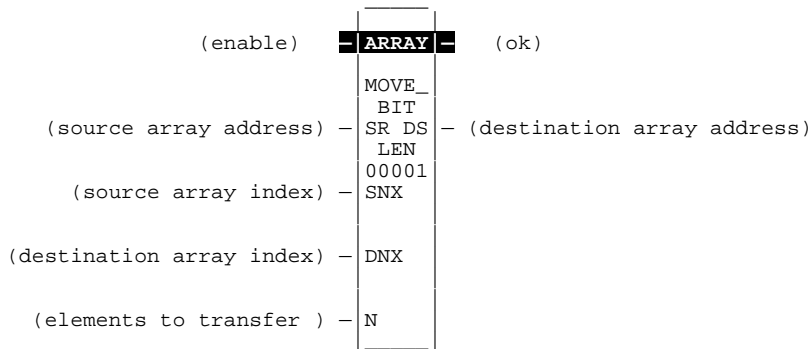 (enable) ARRAY (ok)
MOVE_
BIT
(source array address) SR DS (destination array address)
LEN
00001
(source array index) SNX
(destination array index) DNX
(elements to transfer ) N